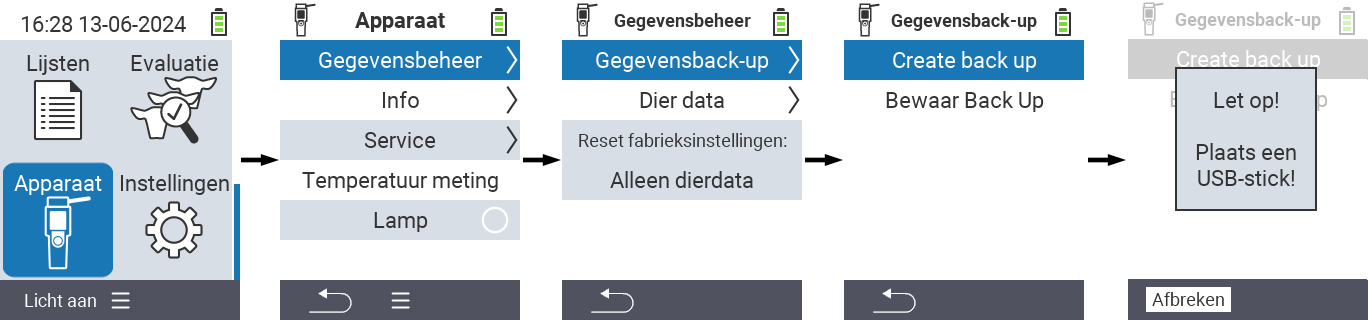 16:28 13-06-2024
Lijsten
Evaluatie
Apparaat
Instellingen
Licht aan
Apparaat
Gegevensbeheer
Info
Service
Temperatuur meting
Lamp
Gegevensbeheer
Gegevensback-up
Dier data
Reset fabrieksinstellingen:
Alleen dierdata
Gegevensback-up
Create back up
Bewaar Back Up
Gegevensback-up
Create back up
Let op!
Plaats een
USB-stick!
Afbreken